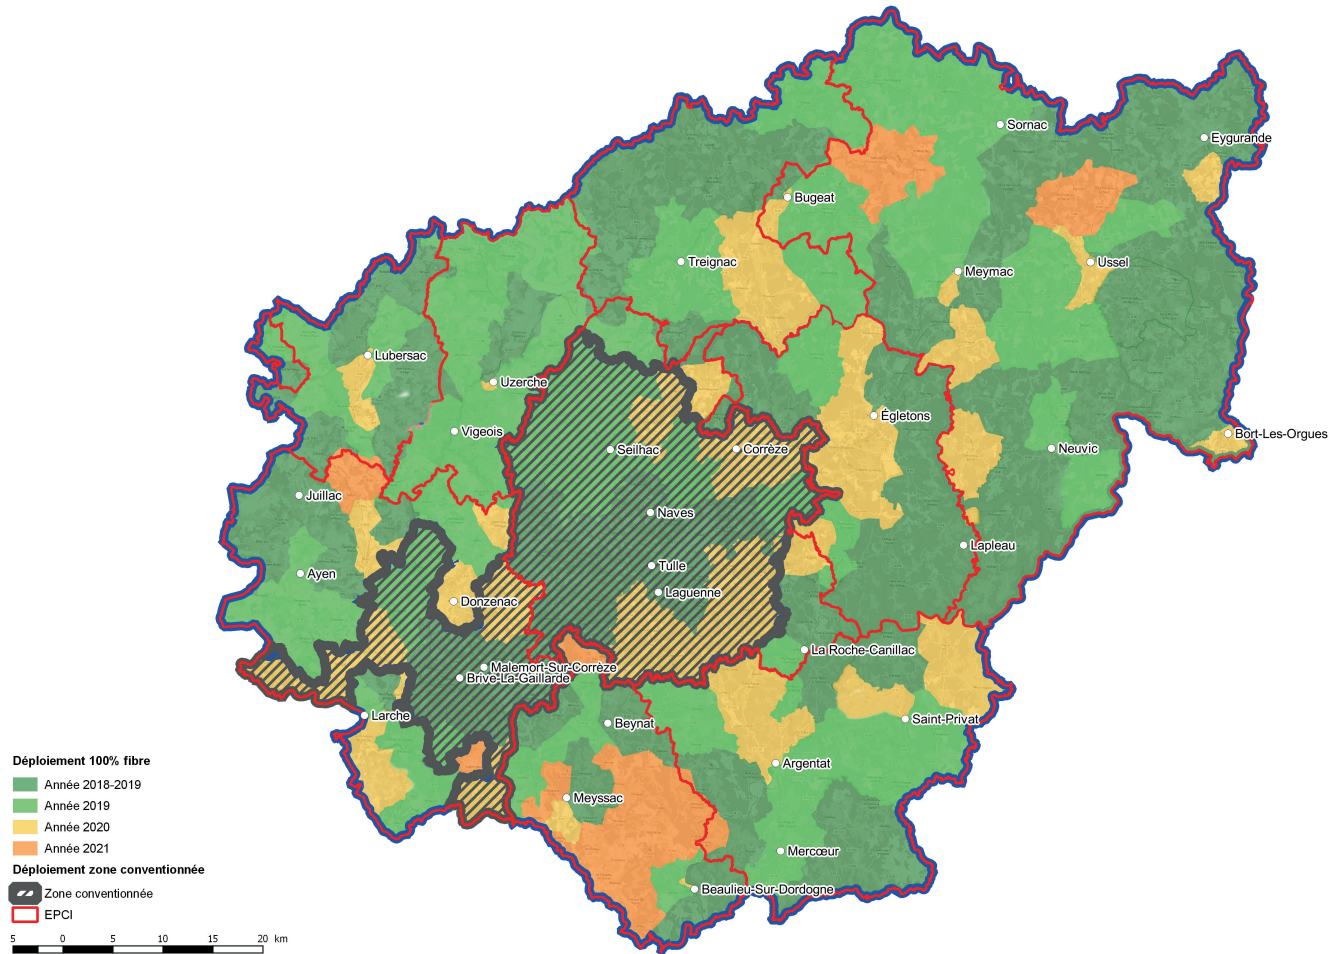 Sornac
Eygurande
Bugeat
Treignac
Meymac
Ussel
Lubersac
Uzerche
Égletons
Vigeois
Bort-Les-Orgues
Seilhac
Corrèze
Neuvic
Juillac
Naves
Lapleau
Tulle
Ayen
Laguenne
Donzenac
La Roche-Canillac
Malemort-Sur-Corrèze
Brive-La-Gaillarde
Larche
Saint-Privat
Beynat
Argentat
Meyssac
Mercœur
Beaulieu-Sur-Dordogne
Déploiement 100% fibre
Année 2018-2019
Année 2019
Année 2020
Année 2021
Déploiement zone conventionnée
Zone conventionnée
EPCI
5 0 5 10 15 20 km